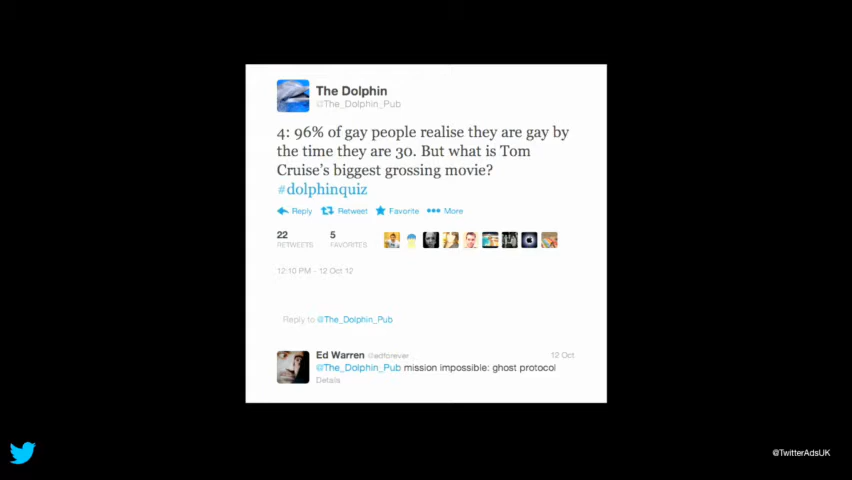 The Dolphin
@The_Dolphin_Pub
4: 96% of gay people realise they are gay by
the time they are 30. But what is Tom
Cruise's biggest grossing movie?
#dolphinquiz
Reply Retweet Favorite More
22 5
RETWEETS FAVORITES
12:10 PM - 12 Oct 12
Reply to @The_Dolphin_Pub
Ed Warren @edforever 12 Oct
@The_Dolphin_Pub mission impossible: ghost protocol
Details
@TwitterAdsUK